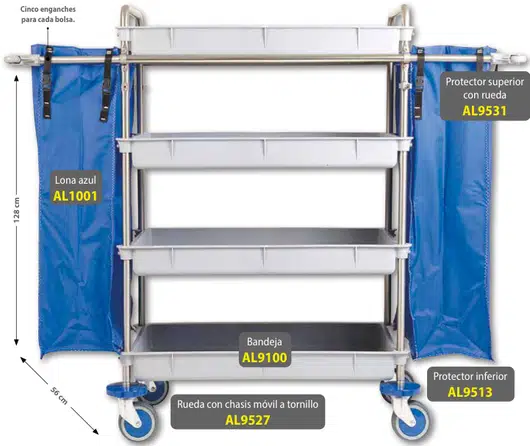 Cinco enganches
para cada bolsa.
Protector superior
con rueda
AL9531
Lona azul
AL1001
128 cm
Bandeja
AL9100
Protector inferior
AL9513
56 cm
Rueda con chasis móvil a tornillo
AL9527